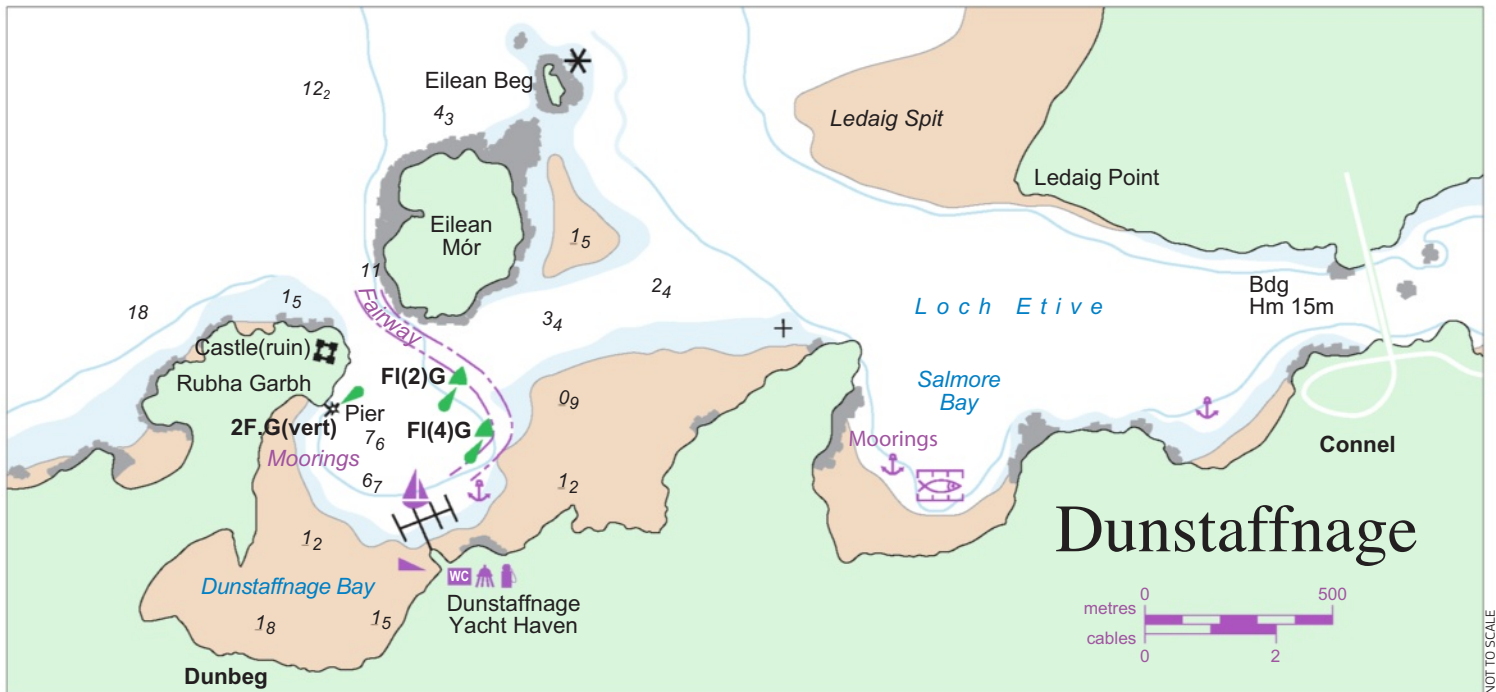 12₂
Eilean Beg
4₃
Ledaig Spit
Ledaig Point
Eilean
Mór
1₅
11
Fairway
2₄
Bdg
Hm 15m
Loch Etive
18
1₅
3₄
Castle(ruin)
Rubha Garbh
Fl(2)G
Salmore
Bay
0₉
Pier
2F.G(vert)
7₆
Fl(4)G
Moorings
Moorings
Connel
6₇
1₂
1₂
Dunstaffnage
Dunstaffnage Bay
WC
Dunstaffnage
Yacht Haven
1₈
1₅
Dunbeg
0 500
metres
cables
0 2
NOT TO SCALE